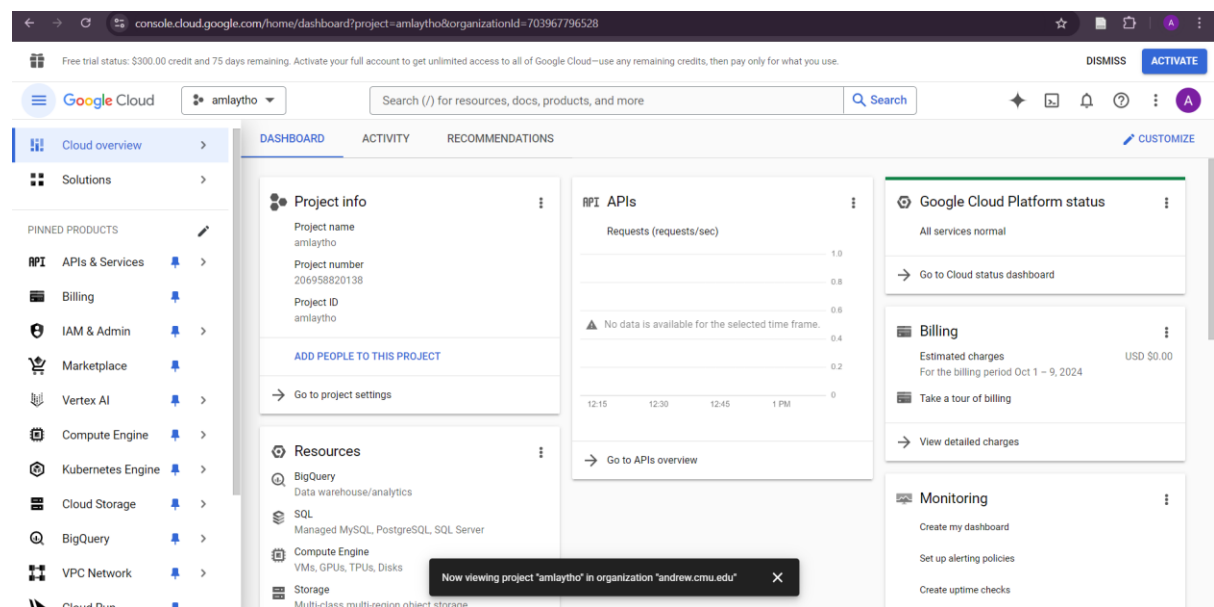 console.cloud.google.com/home/dashboard?project=amlaytho&organizationId=703967796528
A
Free trial status: $300.00 credit and 75 days remaining. Activate your full account to get unlimited access to all of Google Cloud—use any remaining credits, then pay only for what you use.
DISMISS
ACTIVATE
Google Cloud
amlaytho
Search (/) for resources, docs, products, and more
Search
A
Cloud overview
Solutions
PINNED PRODUCTS
API APIs & Services
Billing
IAM & Admin
Marketplace
Vertex AI
Compute Engine
Kubernetes Engine
Cloud Storage
BigQuery
VPC Network
Cloud Run
DASHBOARD ACTIVITY RECOMMENDATIONS
CUSTOMIZE
Project info
Project name
amlaytho
Project number
206958820138
Project ID
amlaytho
ADD PEOPLE TO THIS PROJECT
Go to project settings
Resources
BigQuery
Data warehouse/analytics
SQL
Managed MySQL, PostgreSQL, SQL Server
Compute Engine
VMs, GPUs, TPUs, Disks
Storage
Multi-class multi-region object storage
API APIs
Requests (requests/sec)
1.0
0.8
0.6
No data is available for the selected time frame.
0.4
0.2
0
12:15 12:30 12:45 1 PM
Go to APIs overview
Google Cloud Platform status
All services normal
Go to Cloud status dashboard
Billing
Estimated charges USD $0.00
For the billing period Oct 1 – 9, 2024
Take a tour of billing
View detailed charges
Monitoring
Create my dashboard
Set up alerting policies
Create uptime checks
Now viewing project "amlaytho" in organization "andrew.cmu.edu"